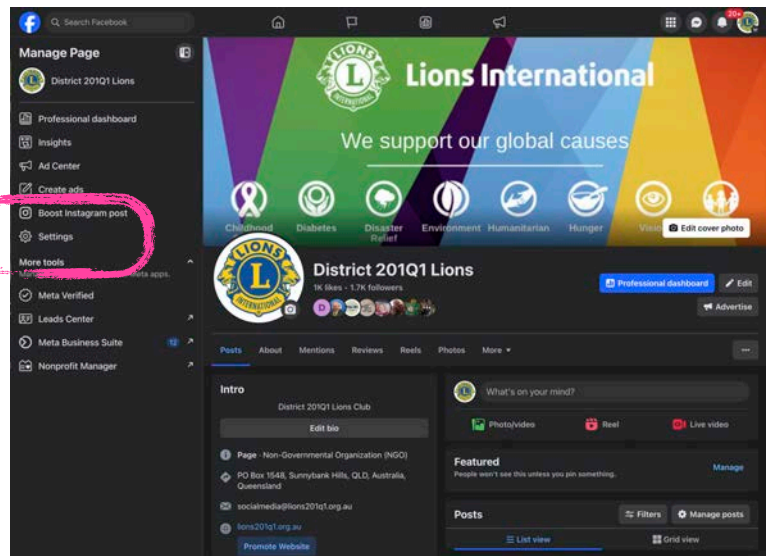 Search Facebook
20+
Manage Page
District 201Q1 Lions
Professional dashboard
Insights
Ad Center
Create ads
Boost Instagram post
Settings
More tools
Meta apps.
Meta Verified
Leads Center
Meta Business Suite 12
Nonprofit Manager
LIONS
L
INTERNATIONAL
Lions International
We support our global causes
Childhood Diabetes Disaster Relief Environment Humanitarian Hunger Vision
Edit cover photo
LIONS
L
INTERNATIONAL
District 201Q1 Lions
1K likes • 1.7K followers
D
Professional dashboard
Edit
Advertise
Posts About Mentions Reviews Reels Photos More
Intro
District 201Q1 Lions Club
Edit bio
Page · Non-Governmental Organization (NGO)
PO Box 1548, Sunnybank Hills, QLD, Australia,
Queensland
socialmedia@lions201q1.org.au
lions201q1.org.au
Promote Website
What's on your mind?
Photo/video Reel Live video
Featured
People won't see this unless you pin something.
Manage
Posts
Filters Manage posts
List view Grid view